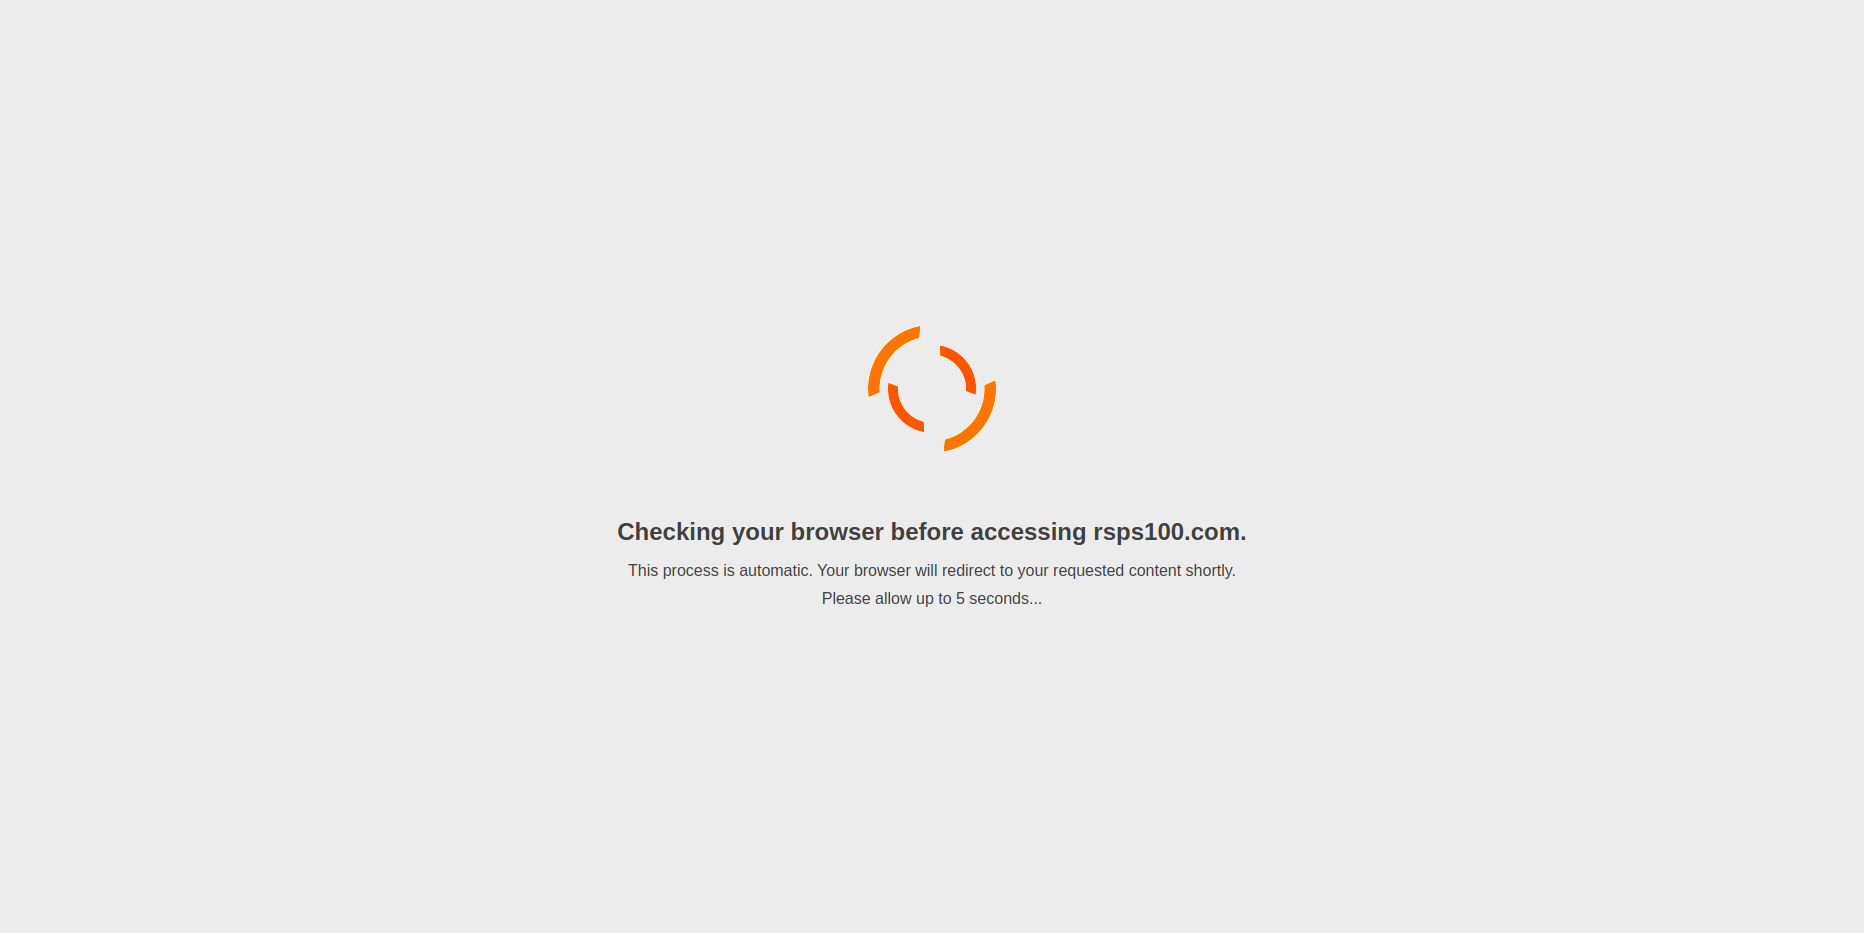 Checking your browser before accessing rsps100.com.
This process is automatic. Your browser will redirect to your requested content shortly.
Please allow up to 5 seconds...